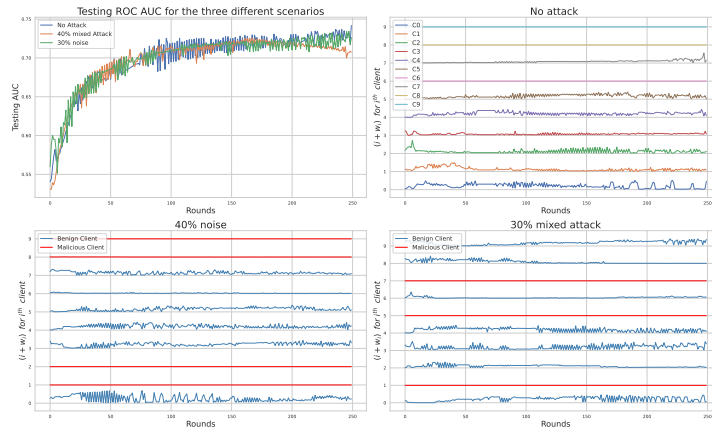 Testing ROC AUC for the three different scenarios
No Attack
40% mixed Attack
30% noise
0.75
0.70
0.65
0.60
0.55
Testing AUC
0 50 100 150 200 250
Rounds
No attack
C0
C1
C2
C3
C4
C5
C6
C7
C8
C9
9
8
7
6
5
4
3
2
1
0
(i + wᵢ) for iᵗʰ client
0 50 100 150 200 250
Rounds
40% noise
Benign Client
Malicious Client
9
8
7
6
5
4
3
2
1
0
(i + wᵢ) for iᵗʰ client
0 50 100 150 200 250
Rounds
30% mixed attack
Benign Client
Malicious Client
9
8
7
6
5
4
3
2
1
0
(i + wᵢ) for iᵗʰ client
0 50 100 150 200 250
Rounds